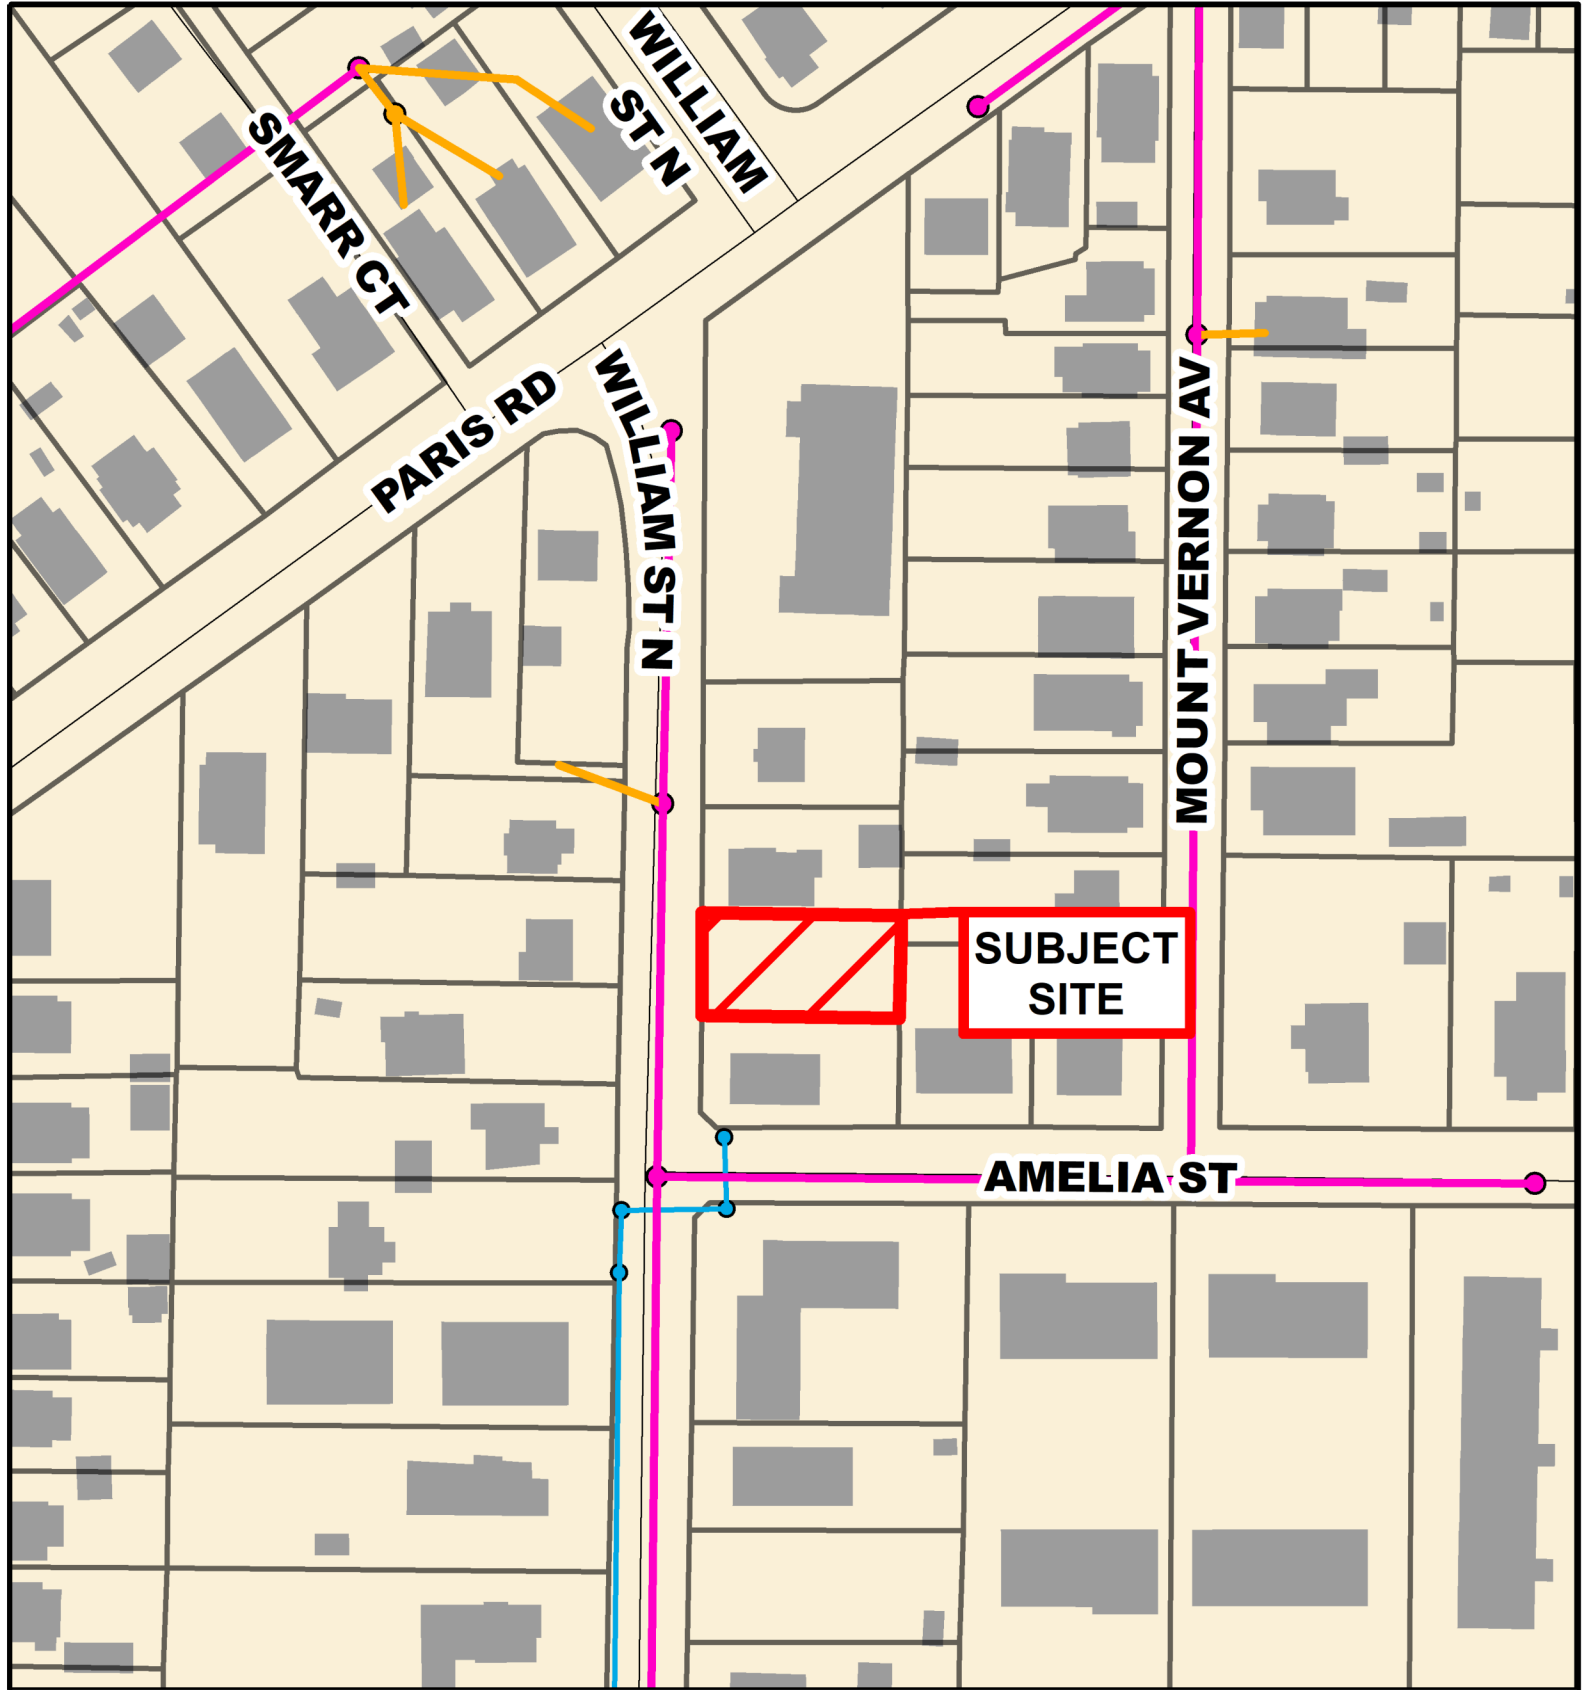 WILLIAM
ST N
SMARR CT
PARIS RD
WILLIAM ST N
MOUNT VERNON AV
SUBJECT
SITE
AMELIA ST